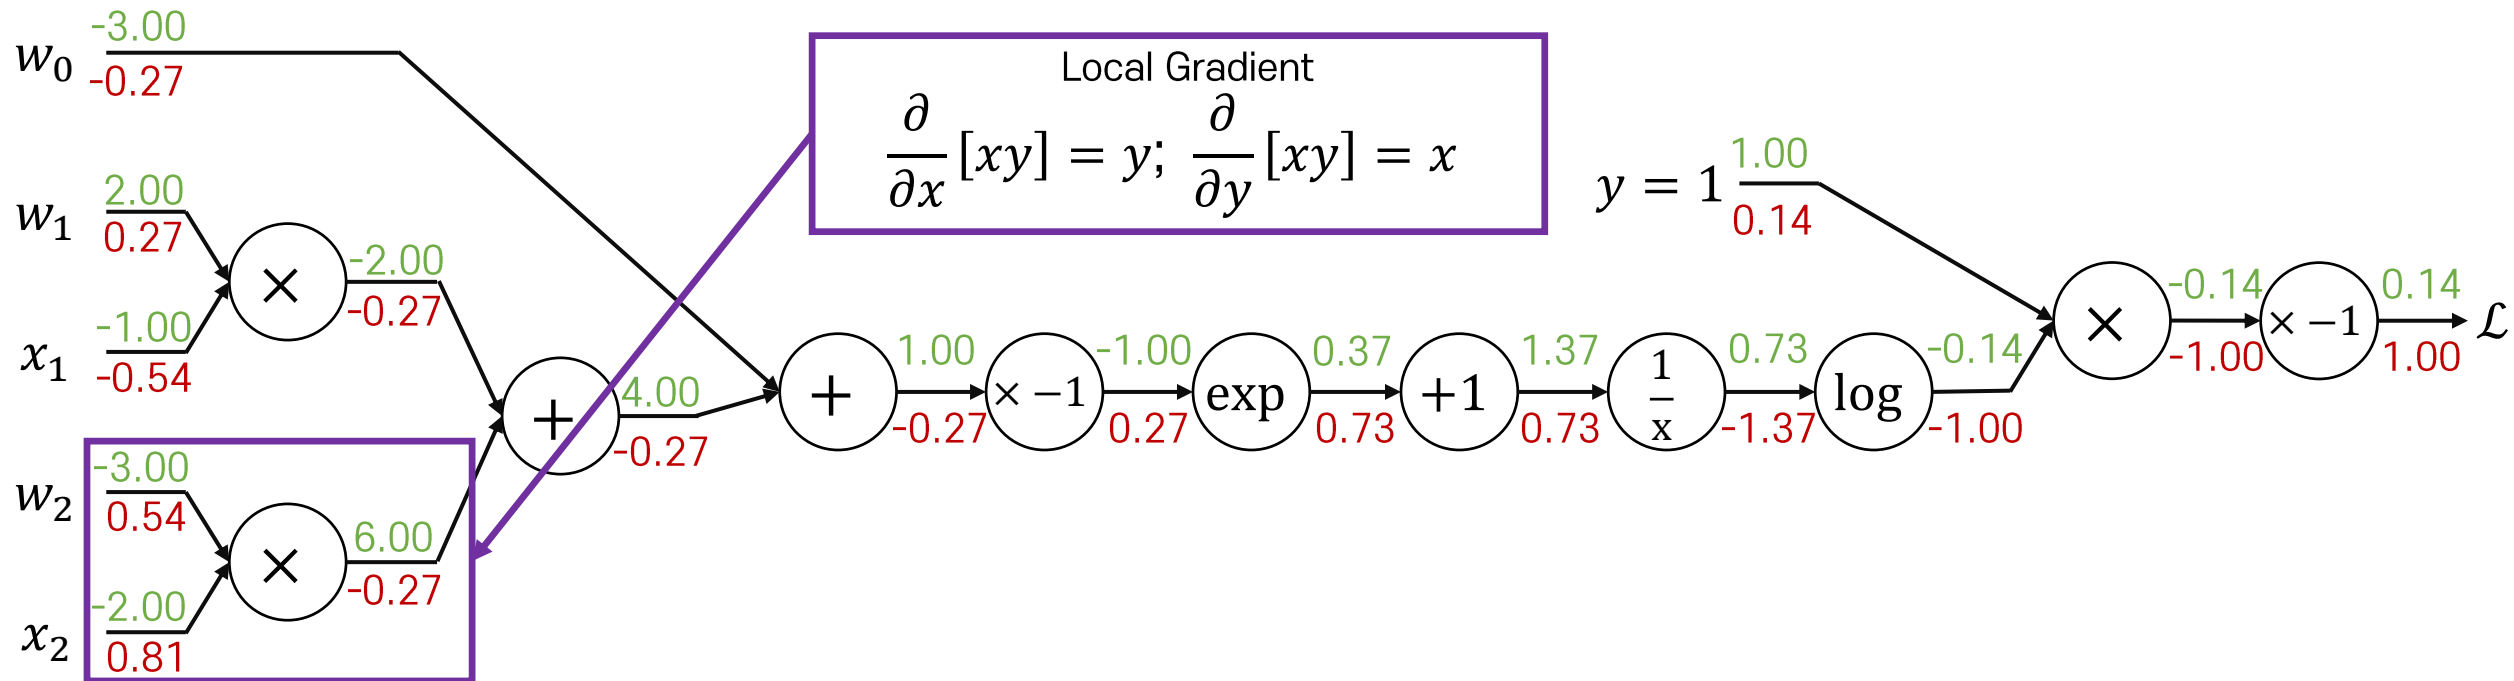 w₀ -3.00 -0.27
Local Gradient
∂/∂x [xy] = y; ∂/∂y [xy] = x
y = 1 1.00 0.14
w₁ 2.00 0.27
x₁ -1.00 -0.54
× -2.00 -0.27
w₂ -3.00 0.54
x₂ -2.00 0.81
× 6.00 -0.27
+ 4.00 -0.27
+ 1.00 -0.27
× −1 -1.00 0.27
exp 0.37 0.73
+1 1.37 0.73
1/x 0.73 -1.37
log -0.14 -1.00
× -0.14 -1.00
× −1 0.14 1.00
ℒ